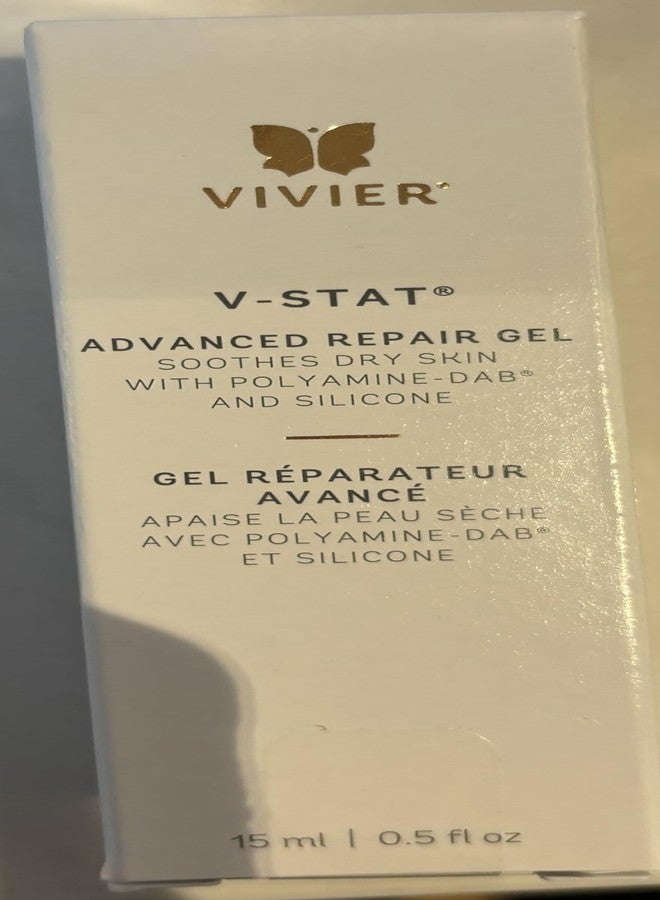 VIVIER®
V-STAT®
ADVANCED REPAIR GEL
SOOTHES DRY SKIN
WITH POLYAMINE-DAB®
AND SILICONE
GEL RÉPARATEUR
AVANCÉ
APAISE LA PEAU SÈCHE
AVEC POLYAMINE-DAB®
ET SILICONE
15 ml | 0.5 fl oz